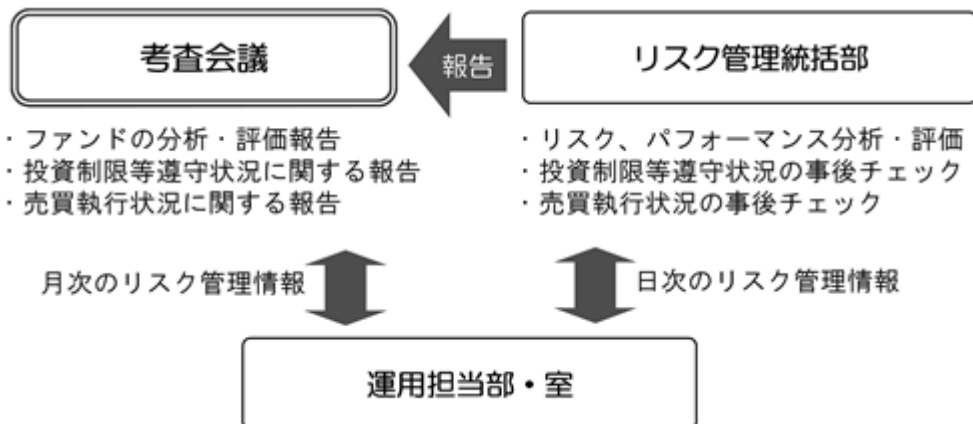 考査会議
報告
リスク管理統括部
・ファンドの分析・評価報告
・投資制限等遵守状況に関する報告
・売買執行状況に関する報告
・リスク、パフォーマンス分析・評価
・投資制限等遵守状況の事後チェック
・売買執行状況の事後チェック
月次のリスク管理情報
日次のリスク管理情報
運用担当部・室